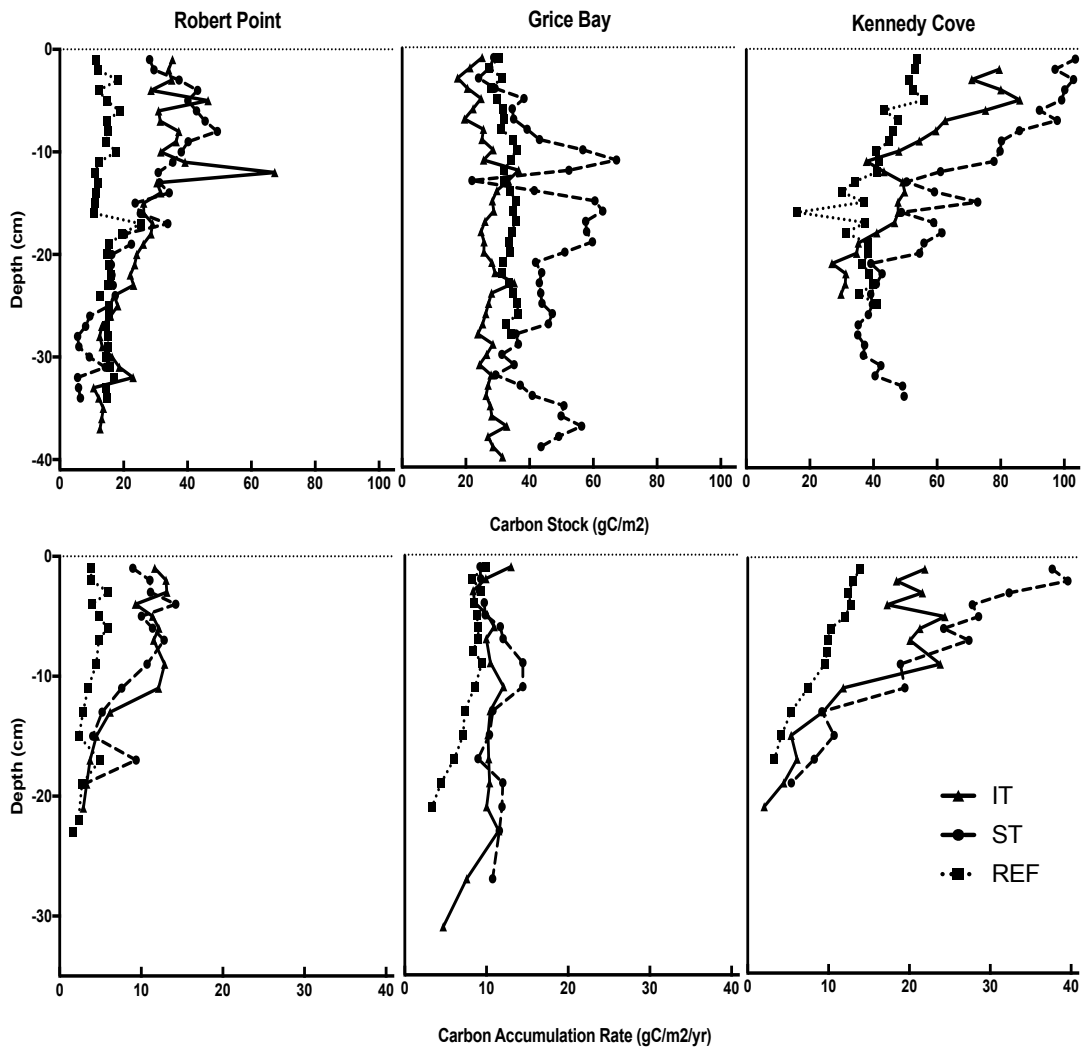 Robert Point Grice Bay Kennedy Cove
0
-10
-20
-30
-40
Depth (cm)
0 20 40 60 80 100 0 20 40 60 80 100 0 20 40 60 80 100
Carbon Stock (gC/m2)
0
-10
-20
-30
Depth (cm)
IT
ST
REF
0 10 20 30 40 0 10 20 30 40 0 10 20 30 40
Carbon Accumulation Rate (gC/m2/yr)